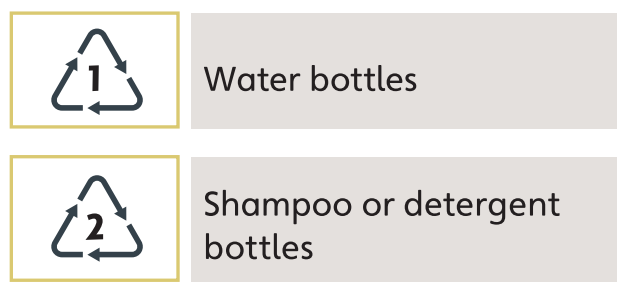 1
Water bottles
2
Shampoo or detergent
bottles